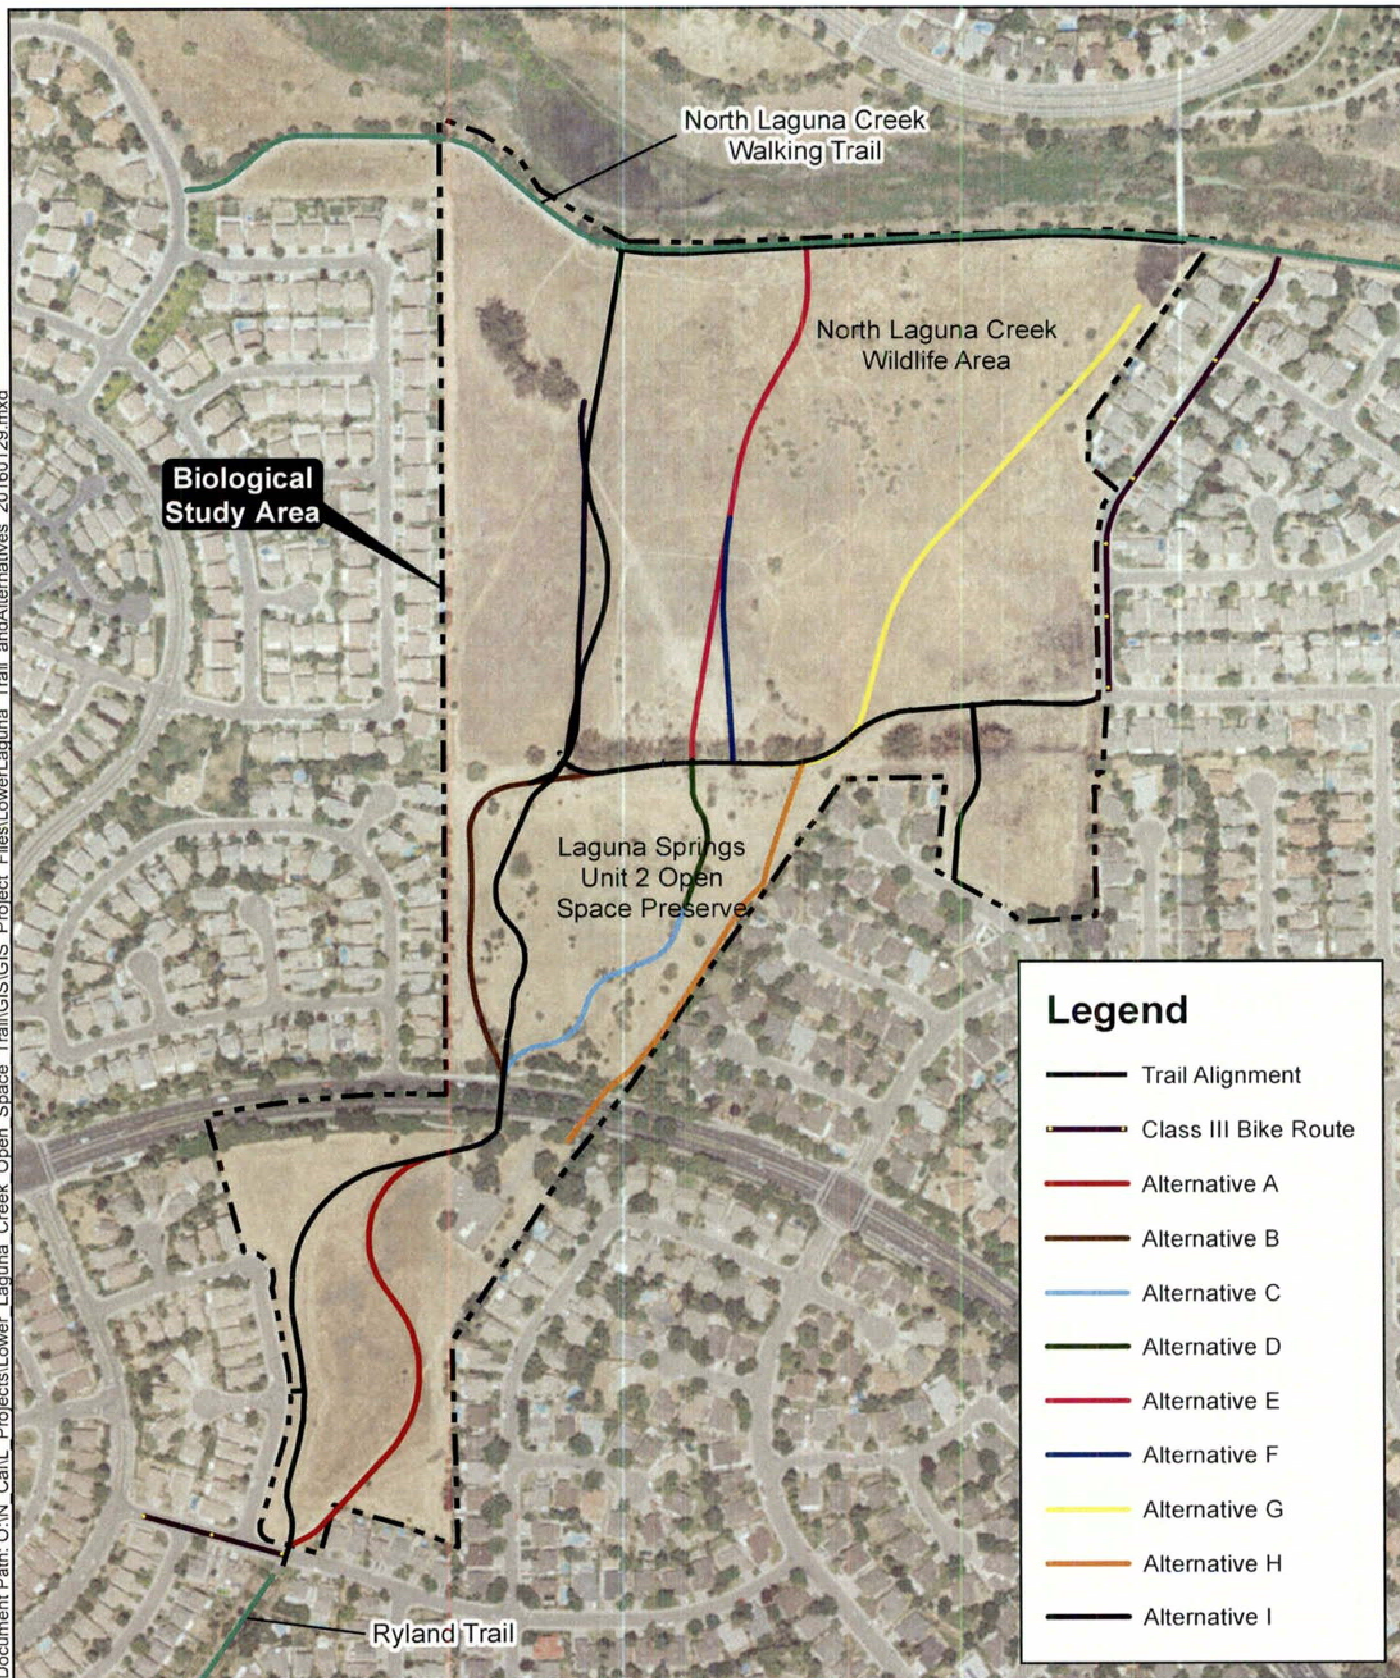 North Laguna Creek
Walking Trail
North Laguna Creek
Wildlife Area
Biological
Study Area
Laguna Springs
Unit 2 Open
Space Preserve
Legend
Trail Alignment
Class III Bike Route
Alternative A
Alternative B
Alternative C
Alternative D
Alternative E
Alternative F
Alternative G
Alternative H
Alternative I
Ryland Trail